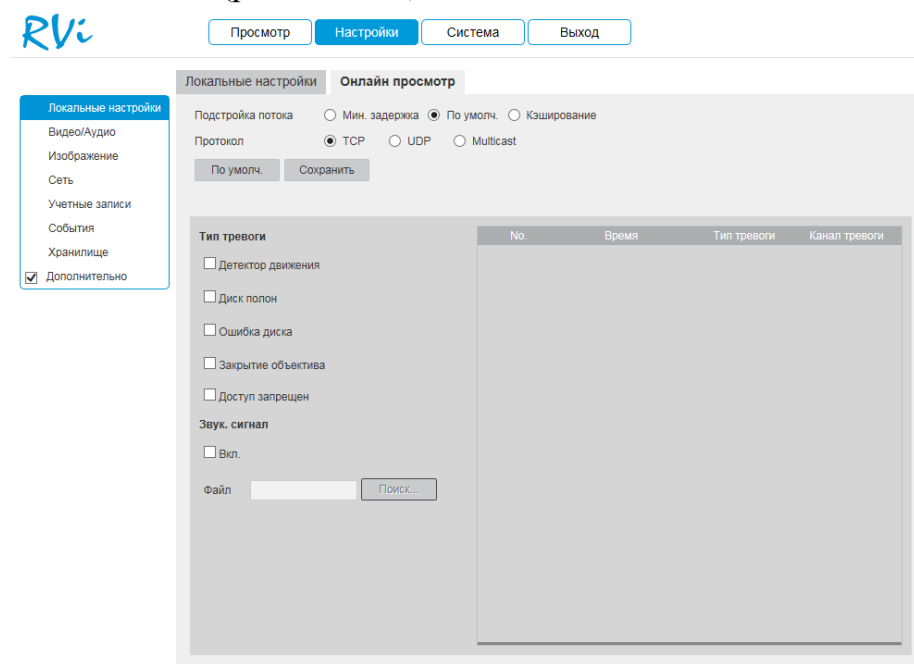 RVi
Просмотр Настройки Система Выход
Локальные настройки Онлайн просмотр
Локальные настройки
Видео/Аудио
Изображение
Сеть
Учетные записи
События
Хранилище
Дополнительно
Подстройка потока Мин. задержка По умолч. Кэширование
Протокол TCP UDP Multicast
По умолч. Сохранить
Тип тревоги
Детектор движения
Диск полон
Ошибка диска
Закрытие объектива
Доступ запрещен
Звук. сигнал
Вкл.
Файл Поиск...
No. Время Тип тревоги Канал тревоги